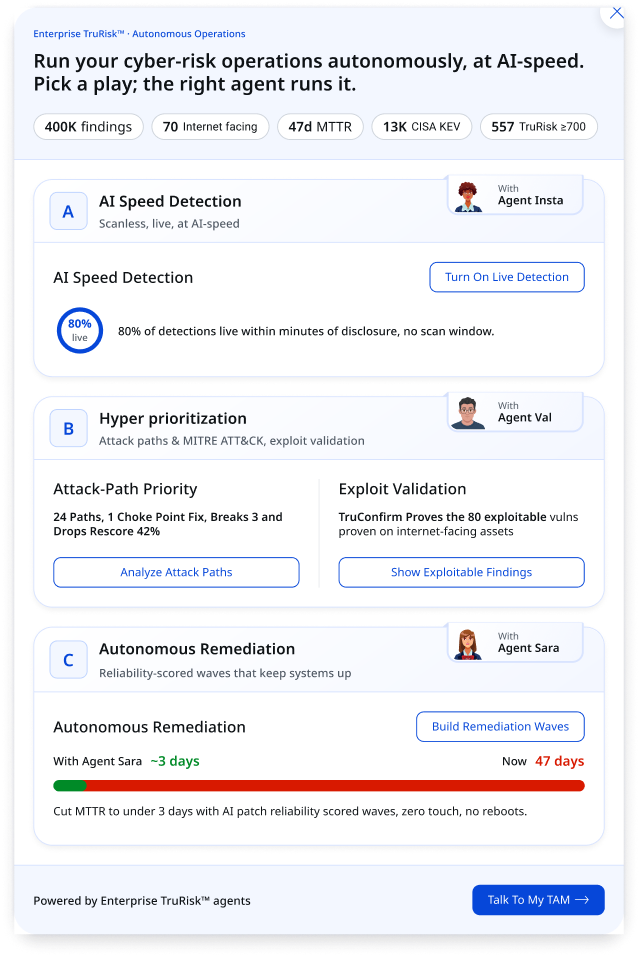 Enterprise TruRisk™ · Autonomous Operations
Run your cyber-risk operations autonomously, at AI-speed.
Pick a play; the right agent runs it.
400K findings
70 Internet facing
47d MTTR
13K CISA KEV
557 TruRisk ≥700
A
AI Speed Detection
Scanless, live, at AI-speed
With
Agent Insta
AI Speed Detection
Turn On Live Detection
80%
live
80% of detections live within minutes of disclosure, no scan window.
B
Hyper prioritization
Attack paths & MITRE ATT&CK, exploit validation
With
Agent Val
Attack-Path Priority
24 Paths, 1 Choke Point Fix, Breaks 3 and
Drops Rescore 42%
Analyze Attack Paths
Exploit Validation
TruConfirm Proves the 80 exploitable vulns
proven on internet-facing assets
Show Exploitable Findings
C
Autonomous Remediation
Reliability-scored waves that keep systems up
With
Agent Sara
Autonomous Remediation
Build Remediation Waves
With Agent Sara ~3 days
Now 47 days
Cut MTTR to under 3 days with AI patch reliability scored waves, zero touch, no reboots.
Powered by Enterprise TruRisk™ agents
Talk To My TAM →